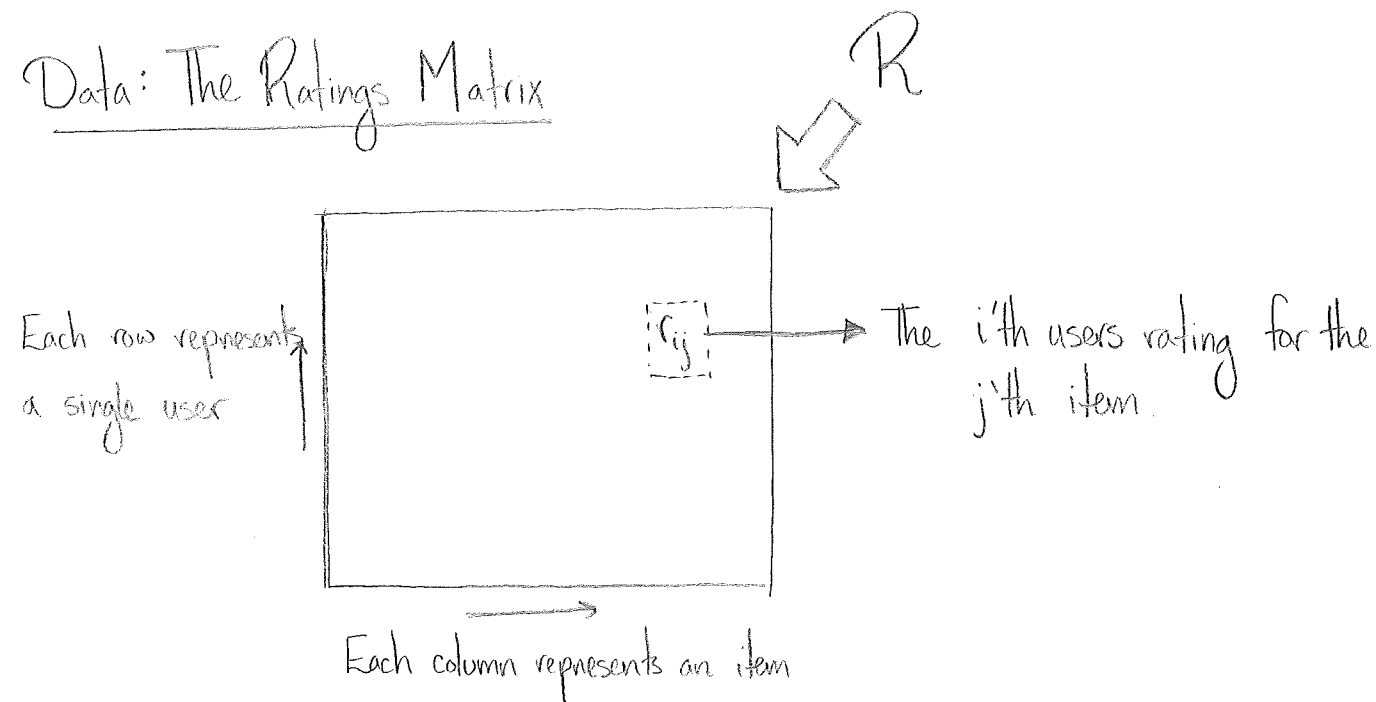 Data: The Ratings Matrix
R
Each row represents
a single user
rij
The i'th users rating for the
j'th item.
Each column represents an item